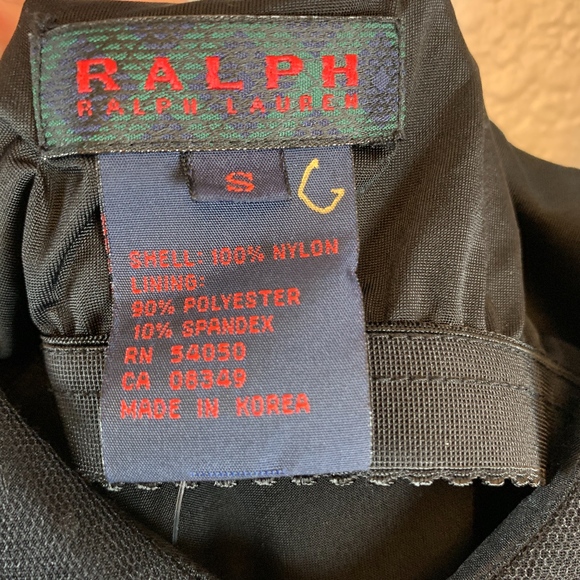 RALPH
RALPH LAUREN
S G
SHELL: 100% NYLON
LINING:
90% POLYESTER
10% SPANDEX
RN 54050
CA 08349
MADE IN KOREA